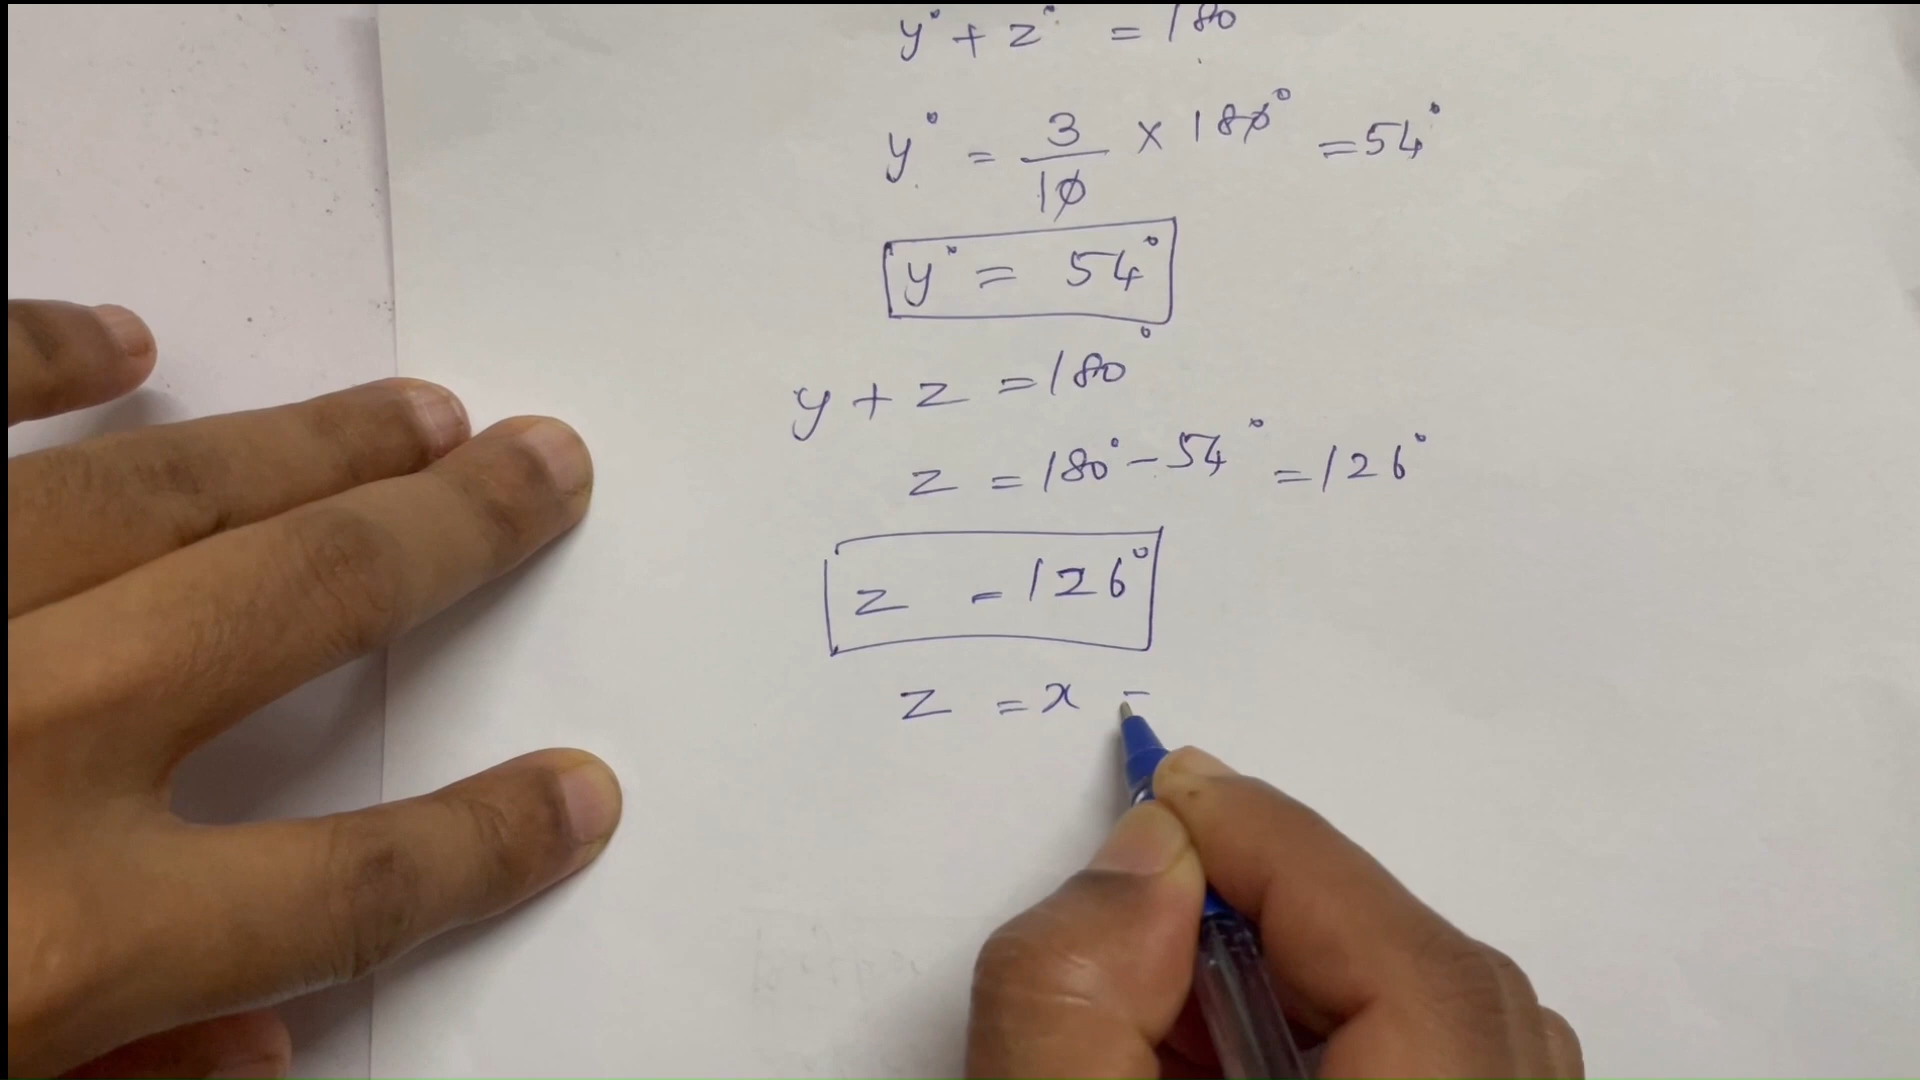 y° + z° = 180
y° = 3/10 × 180° = 54°
y° = 54°
y + z = 180°
z = 180° - 54° = 126°
z = 126°
z = x =